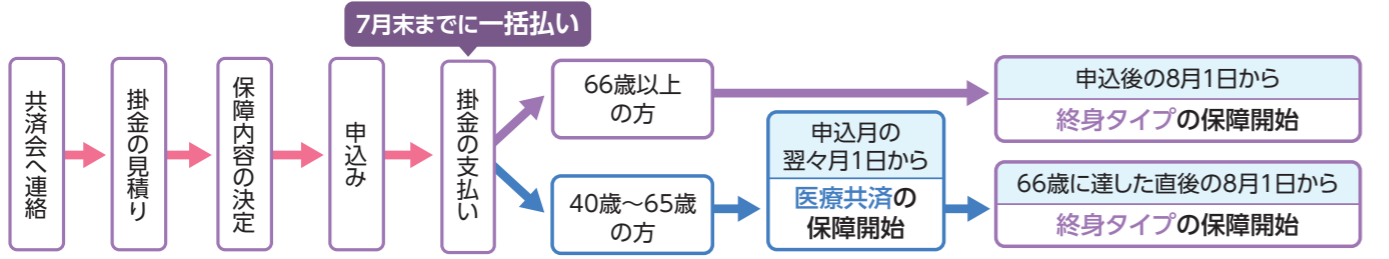 7月末までに一括払い
共済会へ連絡
掛金の見積り
保障内容の決定
申込み
掛金の支払い
66歳以上
の方
申込後の8月1日から
終身タイプの保障開始
40歳〜65歳
の方
申込月の
翌々月1日から
医療共済の
保障開始
66歳に達した直後の8月1日から
終身タイプの保障開始